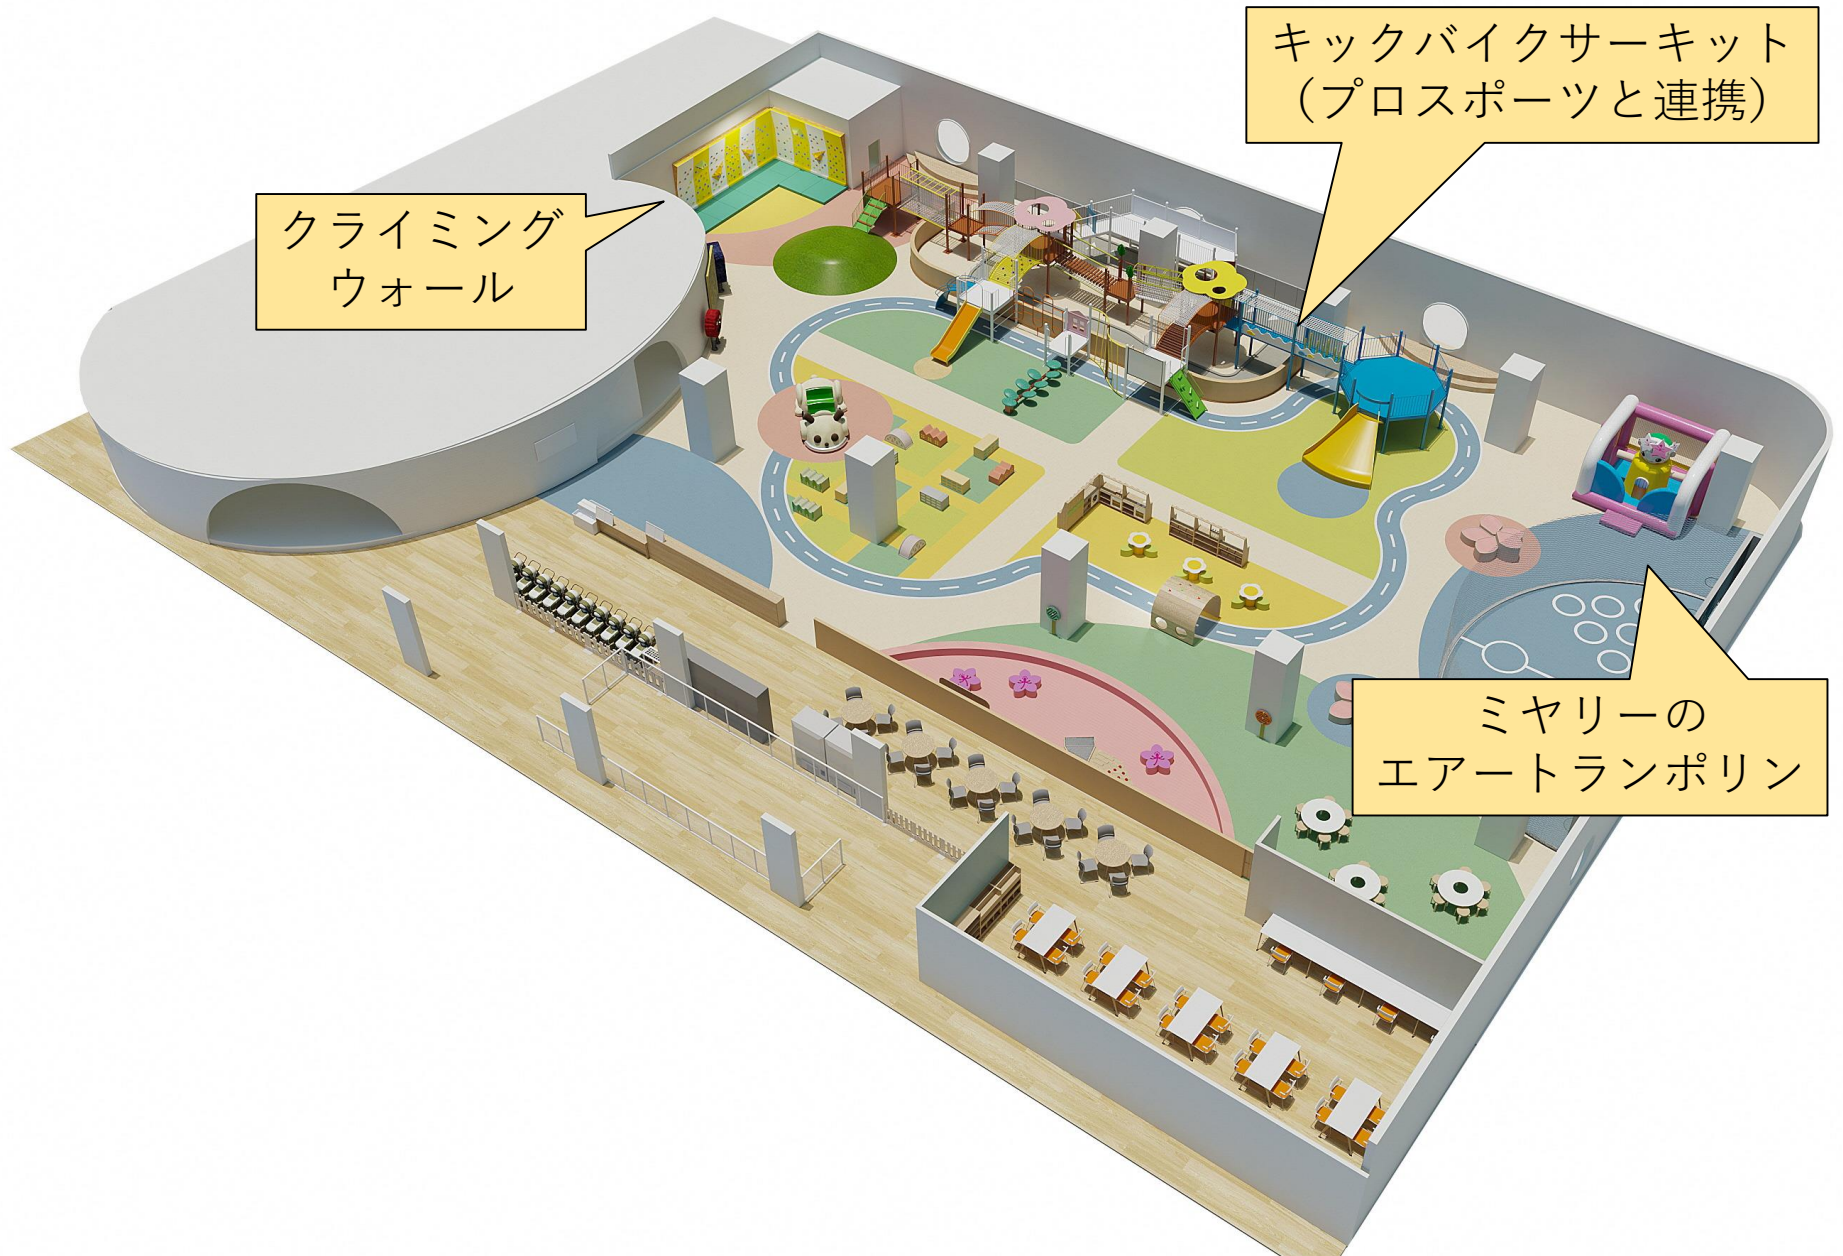 キックバイクサーキット
（プロスポーツと連携）
クライミング
ウォール
ミヤリーの
エアートランポリン